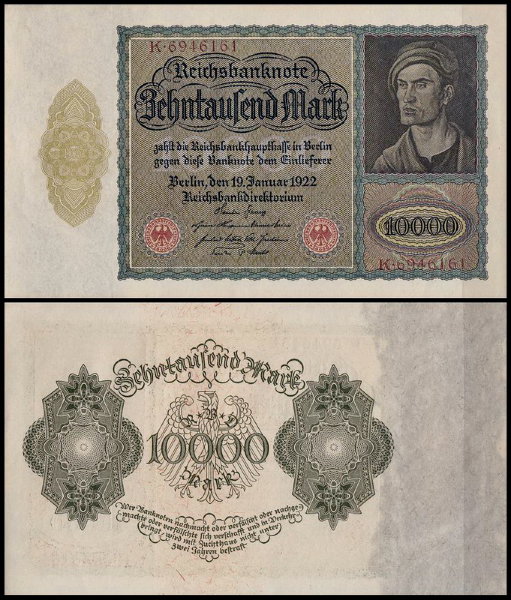 K·6946161
Reichsbanknote
Zehntausend Mark
zahlt die Reichsbankhauptkasse in Berlin
gegen diese Banknote dem Einlieferer
Berlin, den 19. Januar 1922
Reichsbankdirektorium
10000
K·6946161
Zehntausend Mark
R·B·D
10000
Mark
Wer Banknoten nachmacht oder verfälscht oder nachge-
machte oder verfälschte sich verschafft und in Verkehr
bringt, wird mit Zuchthaus nicht unter
zwei Jahren bestraft